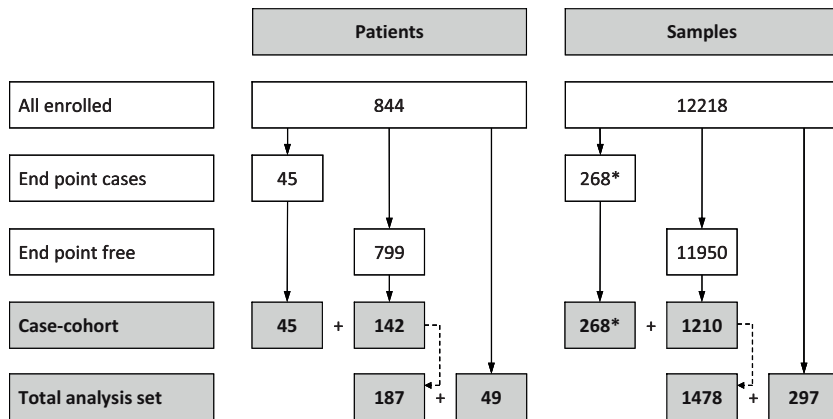 Patients Samples
All enrolled 844 12218
End point cases 45 268*
End point free 799 11950
Case-cohort 45 + 142 268* + 1210
Total analysis set 187 + 49 1478 + 297